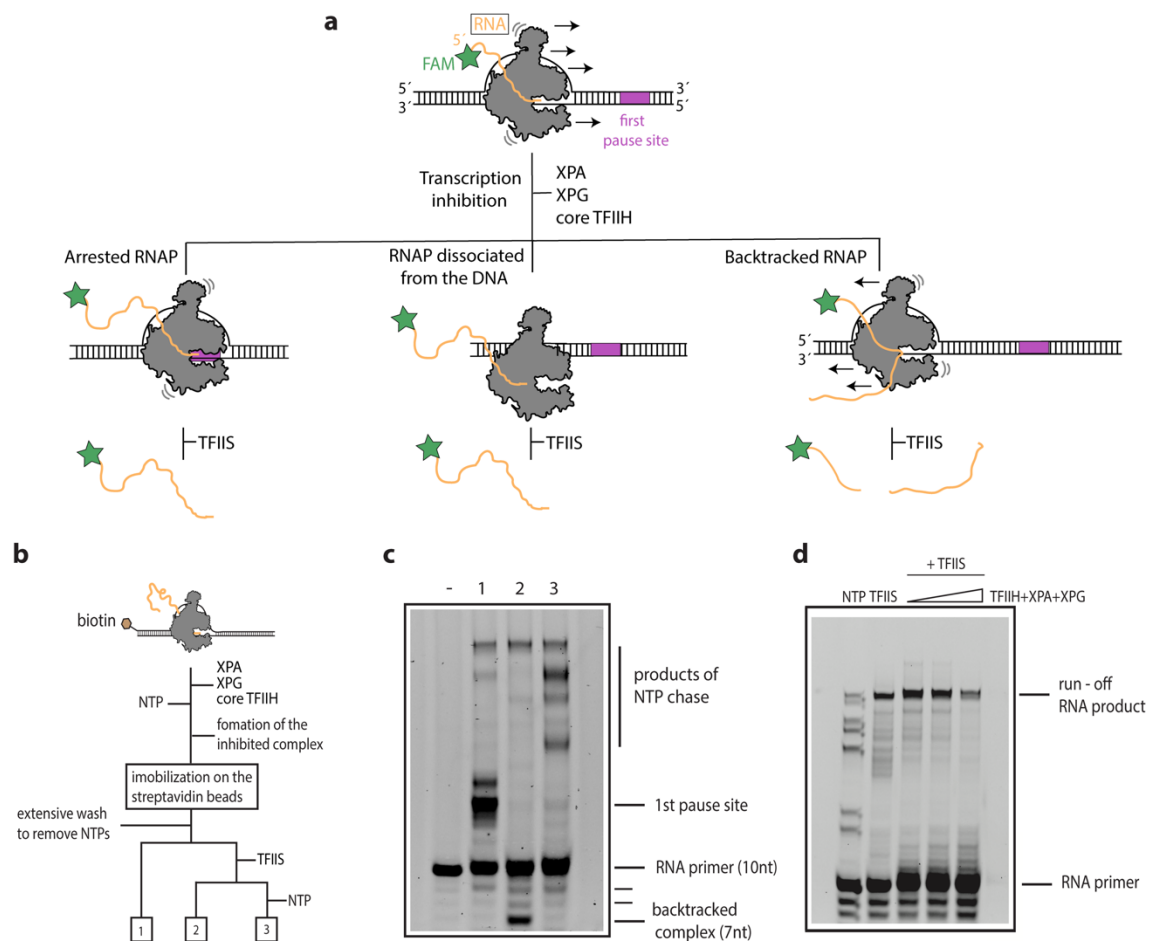 a
RNA
5´
FAM
5´
3´
3´
5´
first
pause site
Transcription
inhibition
XPA
XPG
core TFIIH
Arrested RNAP
RNAP dissociated
from the DNA
Backtracked RNAP
5´
3´
TFIIS
TFIIS
TFIIS
b
biotin
XPA
XPG
core TFIIH
NTP
fomation of the
inhibited complex
imobilization on the
streptavidin beads
extensive wash
to remove NTPs
TFIIS
NTP
1
2
3
c
- 1 2 3
products of
NTP chase
1st pause site
RNA primer (10nt)
backtracked
complex (7nt)
d
+ TFIIS
NTP TFIIS TFIIH+XPA+XPG
run - off
RNA product
RNA primer